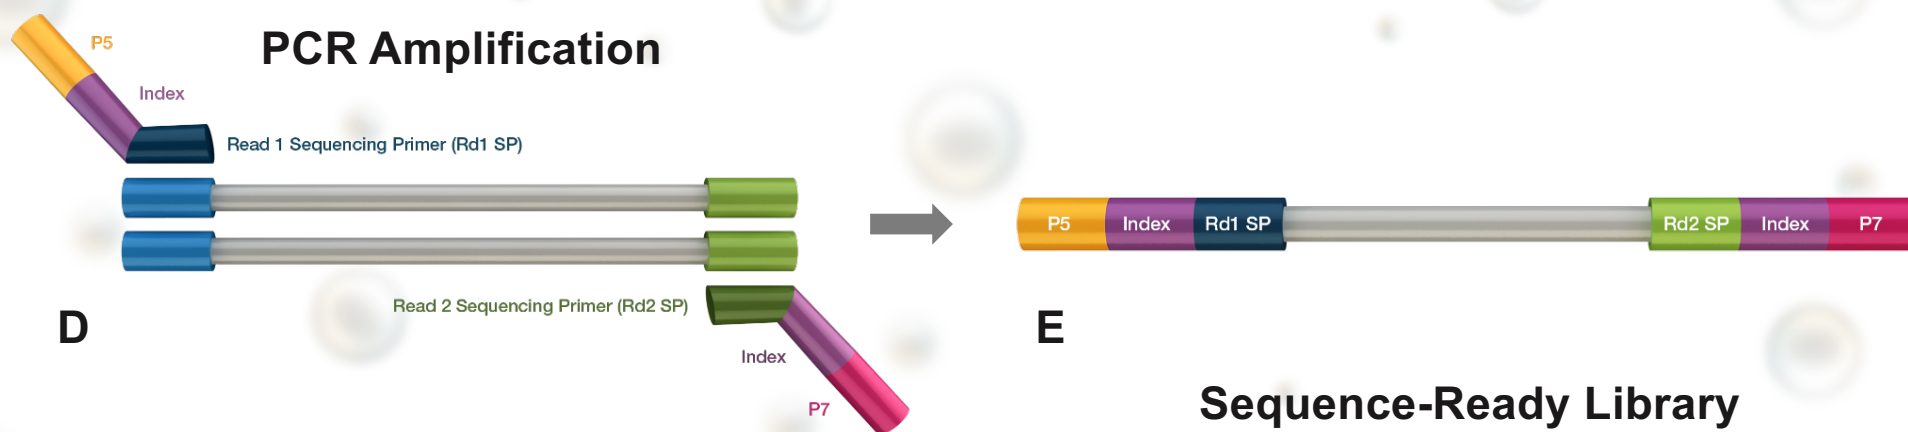 P5
PCR Amplification
Index
Read 1 Sequencing Primer (Rd1 SP)
Read 2 Sequencing Primer (Rd2 SP)
D
Index
P7
P5 Index Rd1 SP Rd2 SP Index P7
E
Sequence-Ready Library